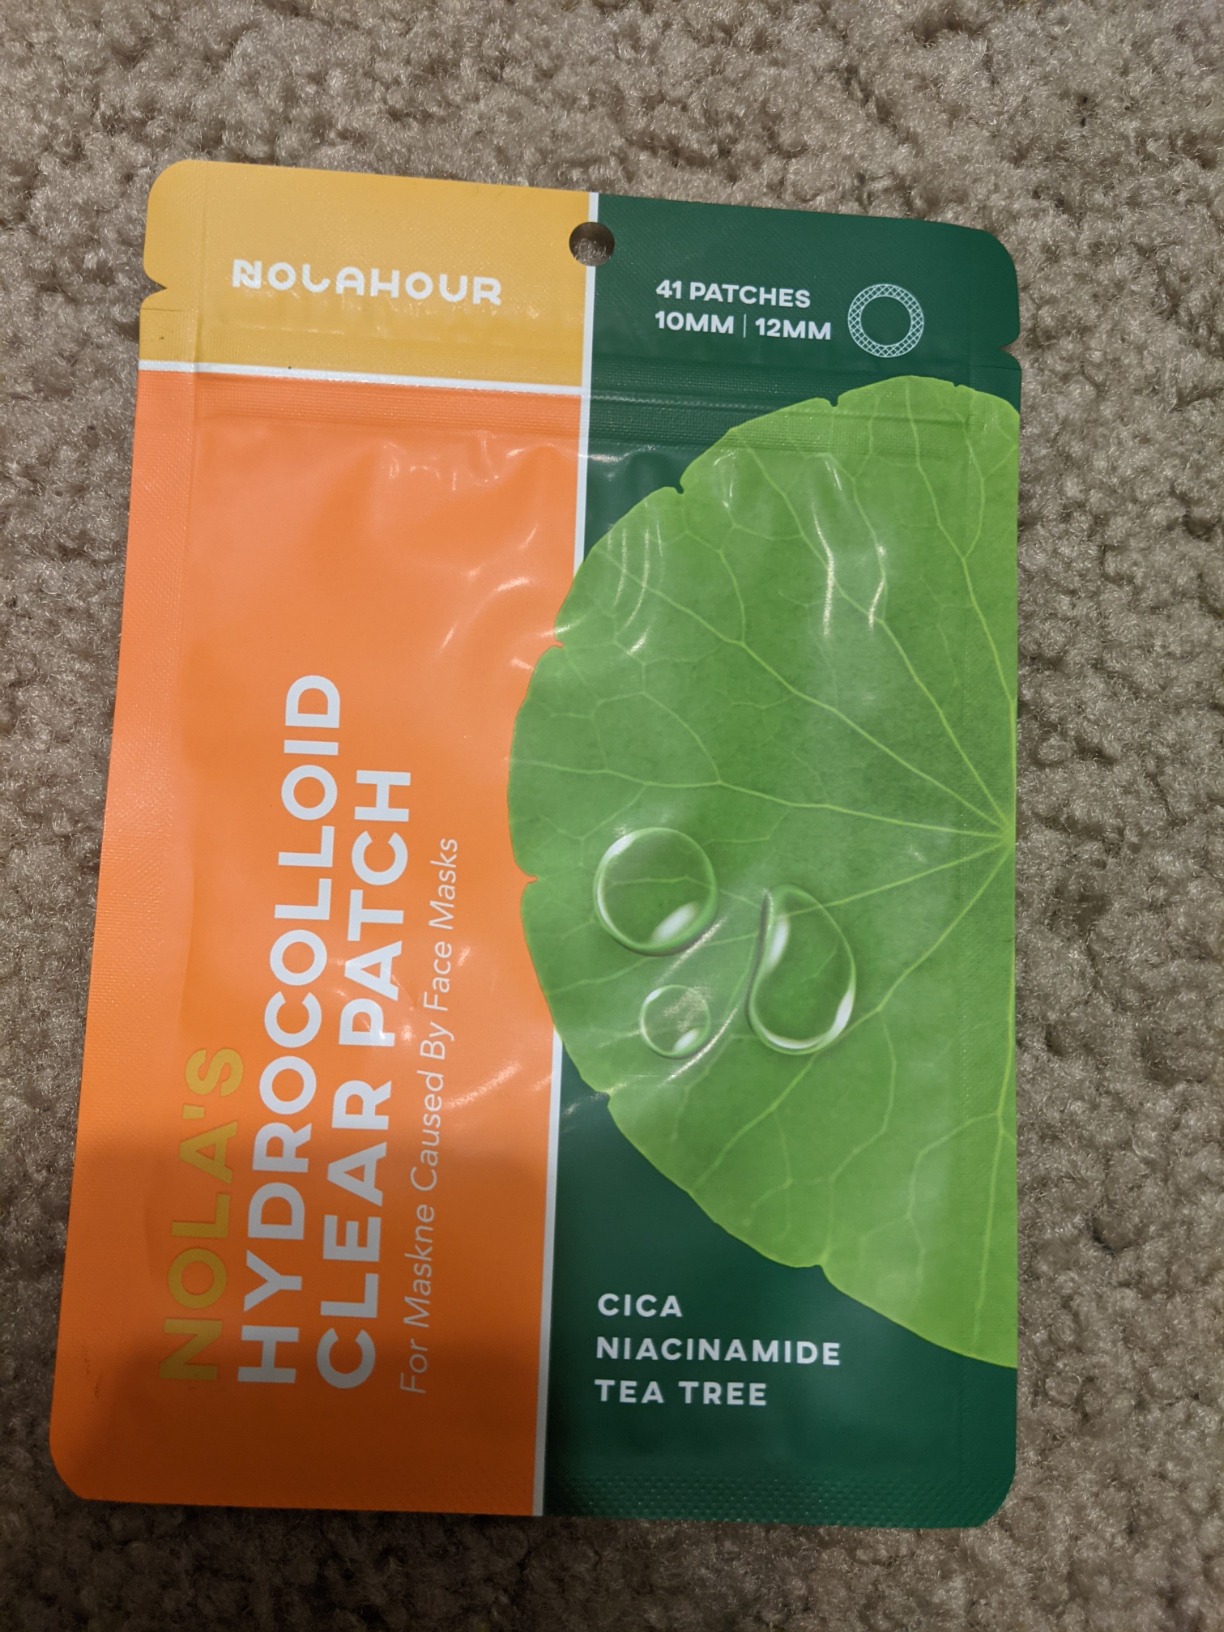 NOLAHOUR
41 PATCHES
10MM | 12MM
NOLA'S
HYDROCOLLOID
CLEAR PATCH
For Maskne Caused By Face Masks
CICA
NIACINAMIDE
TEA TREE